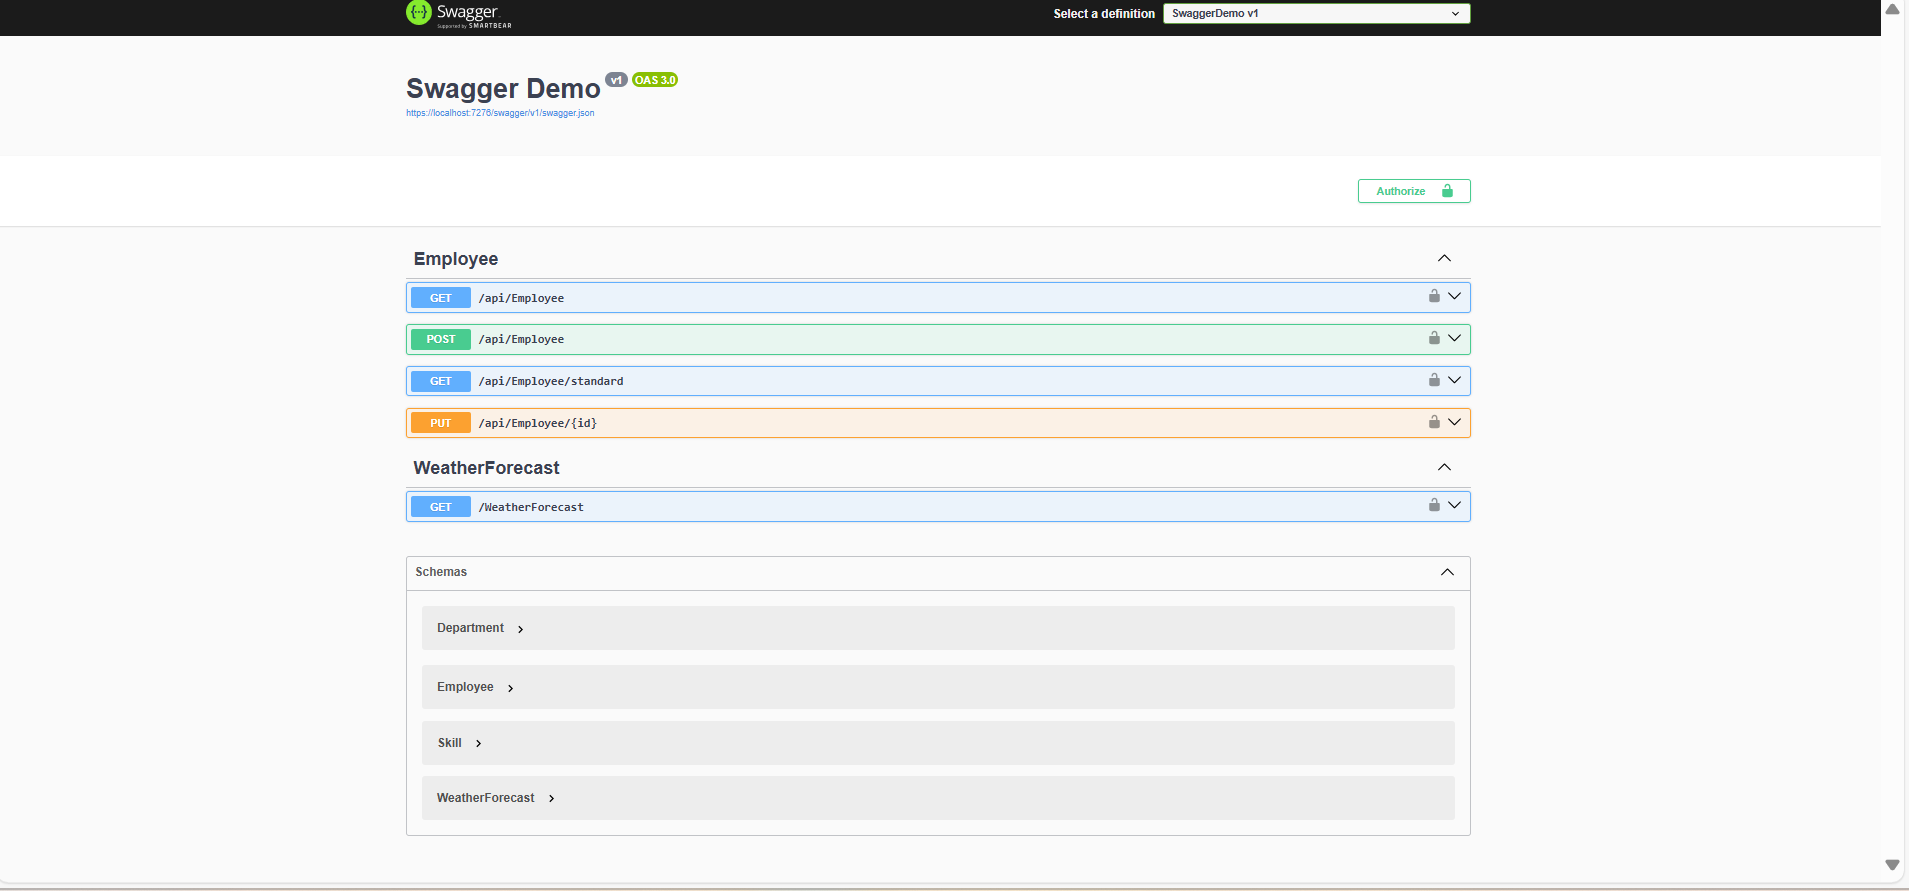 Swagger
Supported by SMARTBEAR
Select a definition
SwaggerDemo v1
Swagger Demo v1 OAS 3.0
https://localhost:7276/swagger/v1/swagger.json
Authorize
Employee
GET /api/Employee
POST /api/Employee
GET /api/Employee/standard
PUT /api/Employee/{id}
WeatherForecast
GET /WeatherForecast
Schemas
Department
Employee
Skill
WeatherForecast